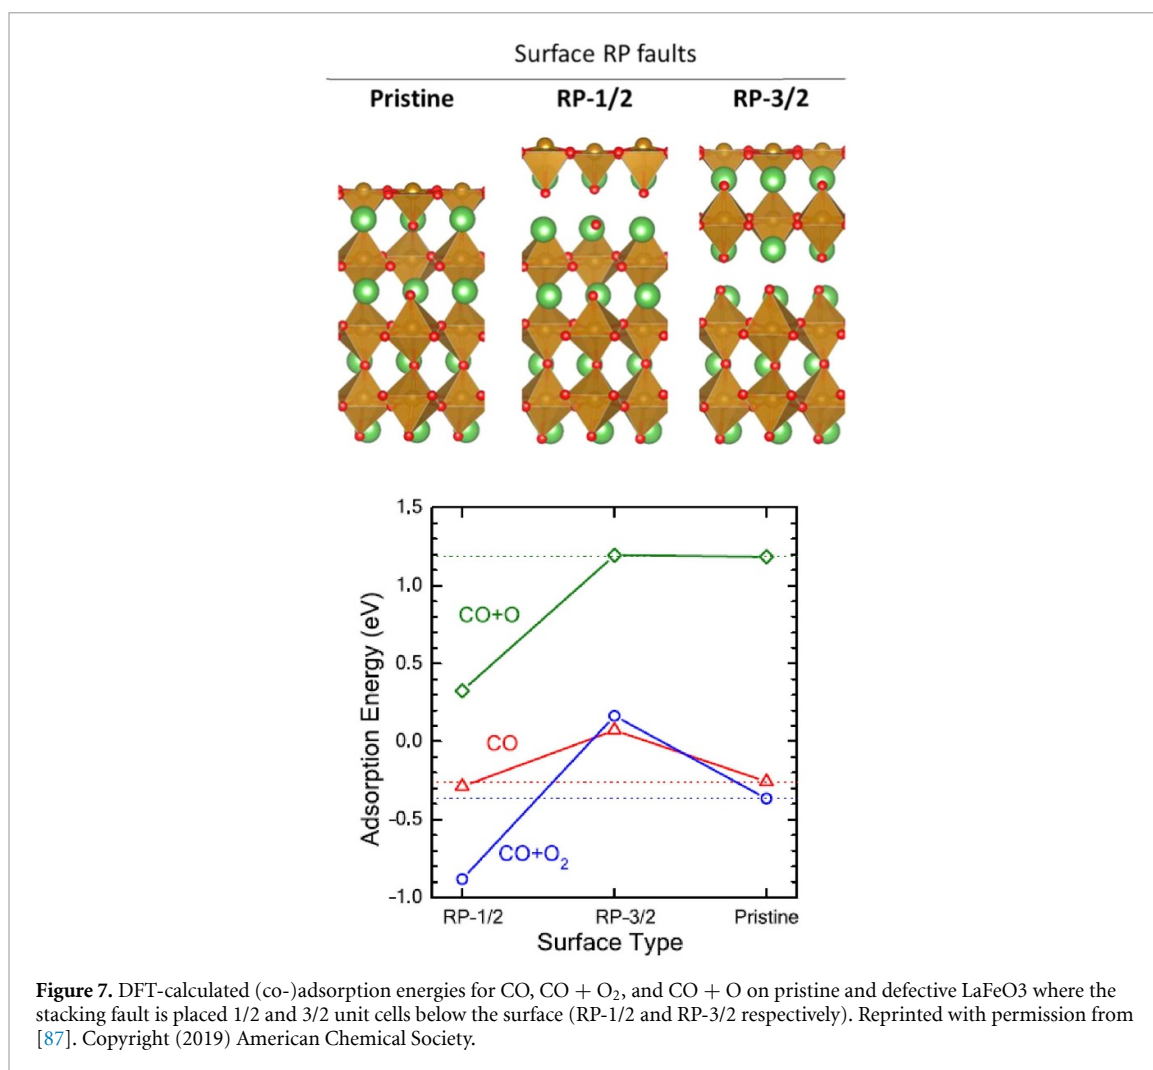 Surface RP faults
Pristine RP-1/2 RP-3/2
1.5
1.0
0.5
0.0
-0.5
-1.0
Adsorption Energy (eV)
CO+O
CO
CO+O₂
RP-1/2 RP-3/2 Pristine
Surface Type
Figure 7. DFT-calculated (co-)adsorption energies for CO, CO + O₂, and CO + O on pristine and defective LaFeO3 where the
stacking fault is placed 1/2 and 3/2 unit cells below the surface (RP-1/2 and RP-3/2 respectively). Reprinted with permission from
[87]. Copyright (2019) American Chemical Society.